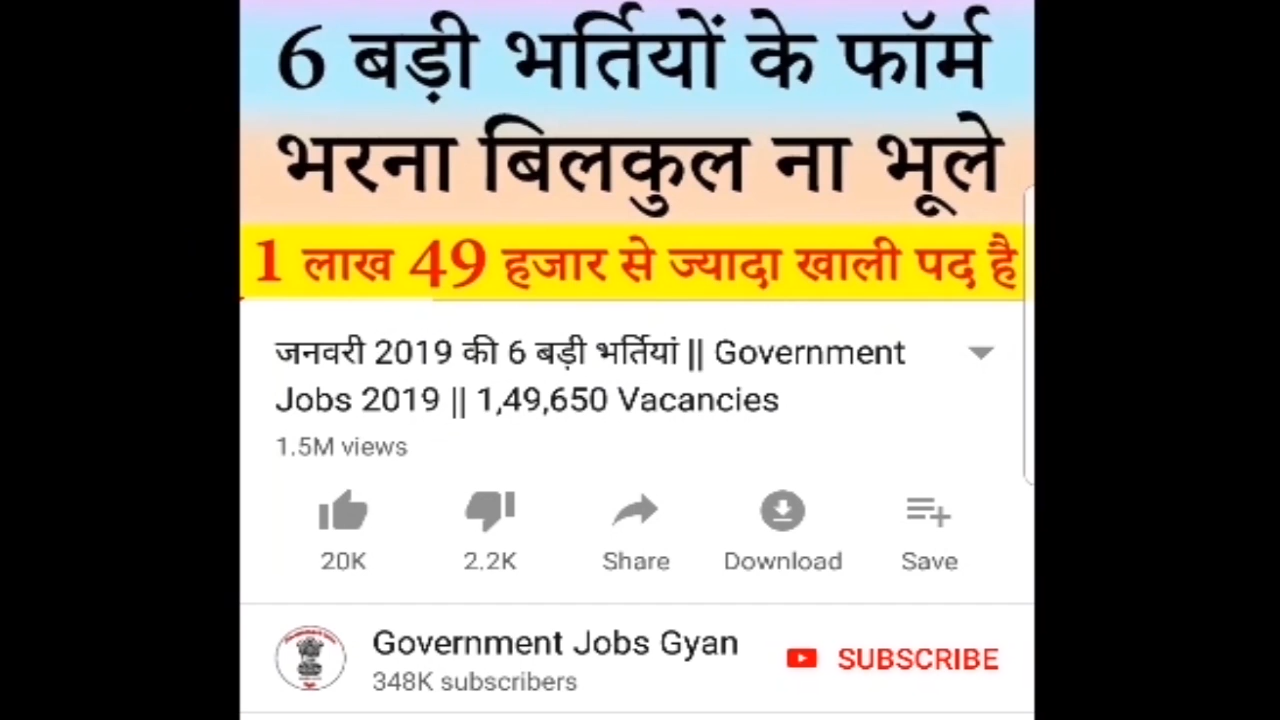 6 बड़ी भर्तियों के फॉर्म
भरना बिलकुल ना भूले
1 लाख 49 हजार से ज्यादा खाली पद है
जनवरी 2019 की 6 बड़ी भर्तियां || Government
Jobs 2019 || 1,49,650 Vacancies
1.5M views
20K 2.2K Share Download Save
Government Jobs Gyan
348K subscribers
SUBSCRIBE